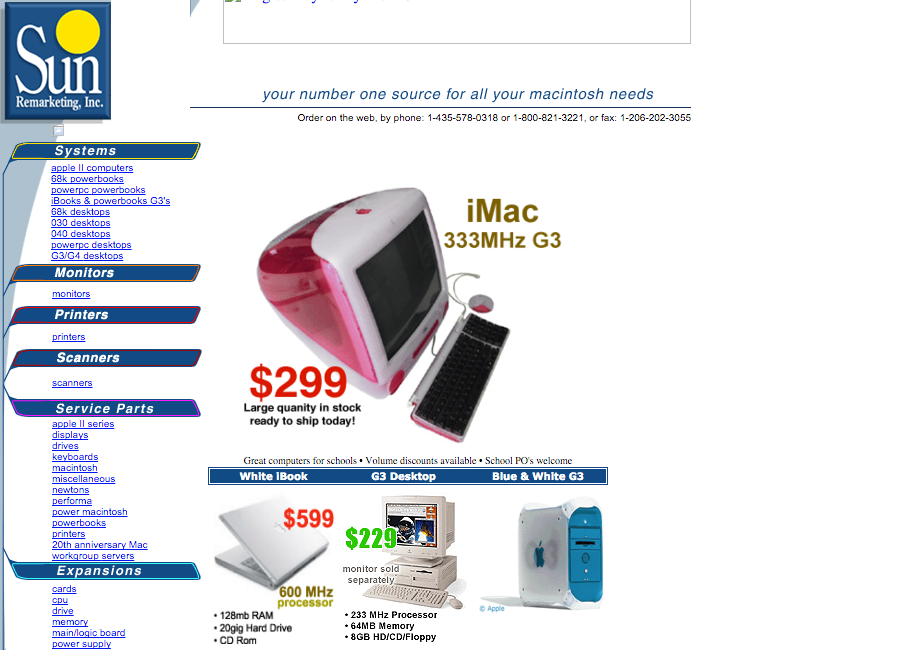 Sun
Remarketing, Inc.
your number one source for all your macintosh needs
Order on the web, by phone: 1-435-578-0318 or 1-800-821-3221, or fax: 1-206-202-3055
Systems
apple II computers
68k powerbooks
powerpc powerbooks
iBooks & powerbooks G3's
68k desktops
030 desktops
040 desktops
powerpc desktops
G3/G4 desktops
Monitors
monitors
Printers
printers
Scanners
scanners
Service Parts
apple II series
displays
drives
keyboards
macintosh
miscellaneous
newtons
performa
power macintosh
powerbooks
printers
20th anniversary Mac
workgroup servers
Expansions
cards
cpu
drive
memory
main/logic board
power supply
iMac
333MHz G3
$299
Large quanity in stock
ready to ship today!
Great computers for schools • Volume discounts available • School PO's welcome
White iBook
G3 Desktop
Blue & White G3
$599
600 MHz
processor
• 128mb RAM
• 20gig Hard Drive
• CD Rom
$229
monitor sold
separately
• 233 MHz Processor
• 64MB Memory
• 8GB HD/CD/Floppy
© Apple